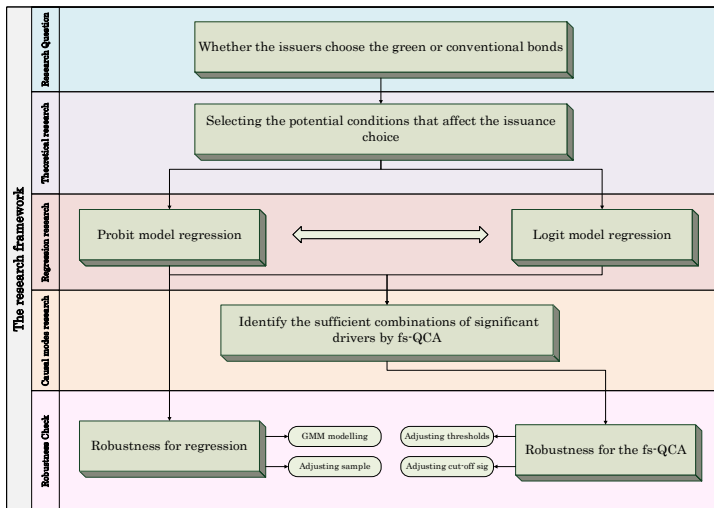 The research framework
Research Question
Whether the issuers choose the green or conventional bonds
Theoretical research
Selecting the potential conditions that affect the issuance
choice
Regression research
Probit model regression
Logit model regression
Causal modes research
Identify the sufficient combinations of significant
drivers by fs-QCA
Robustness Check
Robustness for regression
GMM modelling
Adjusting sample
Adjusting thresholds
Adjusting cut-off sig
Robustness for the fs-QCA